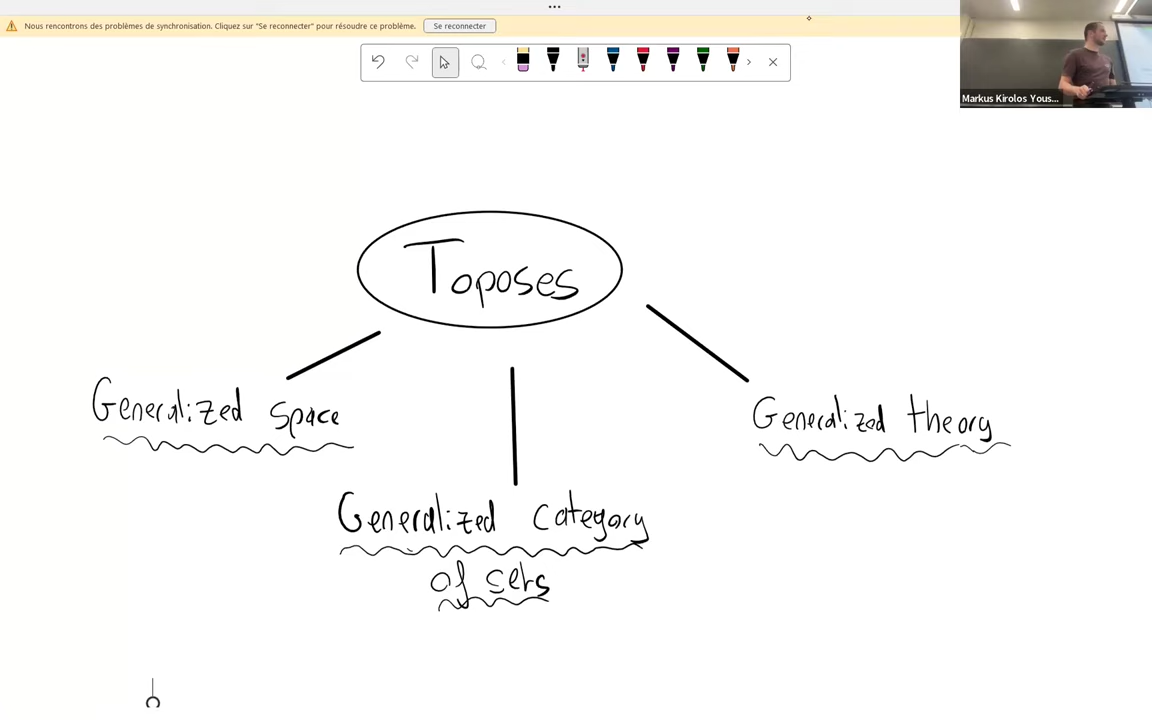 Nous rencontrons des problèmes de synchronisation. Cliquez sur "Se reconnecter" pour résoudre ce problème.
Se reconnecter
Markus Kirolos Yous...
Toposes
Generalized space
Generalized theory
Generalized category
of sets